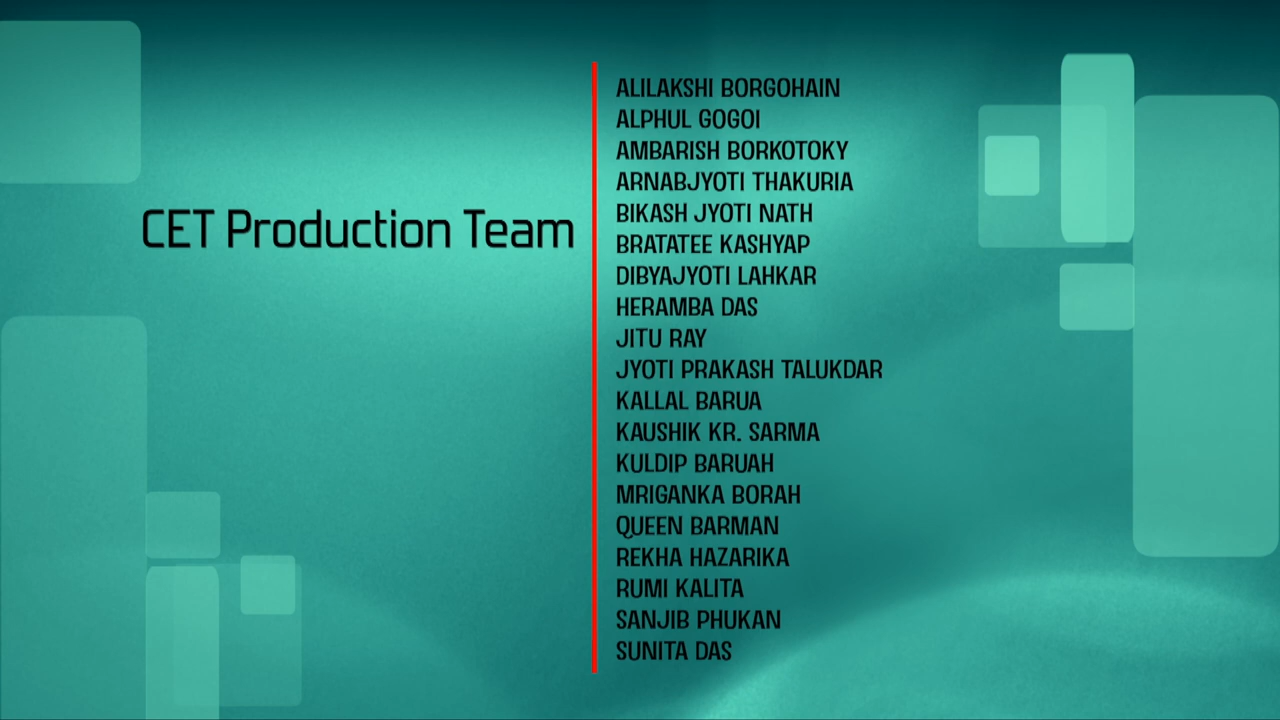 CET Production Team
ALILAKSHI BORGOHAIN
ALPHUL GOGOI
AMBARISH BORKOTOKY
ARNABJYOTI THAKURIA
BIKASH JYOTI NATH
BRATATEE KASHYAP
DIBYAJYOTI LAHKAR
HERAMBA DAS
JITU RAY
JYOTI PRAKASH TALUKDAR
KALLAL BARUA
KAUSHIK KR. SARMA
KULDIP BARUAH
MRIGANKA BORAH
QUEEN BARMAN
REKHA HAZARIKA
RUMI KALITA
SANJIB PHUKAN
SUNITA DAS